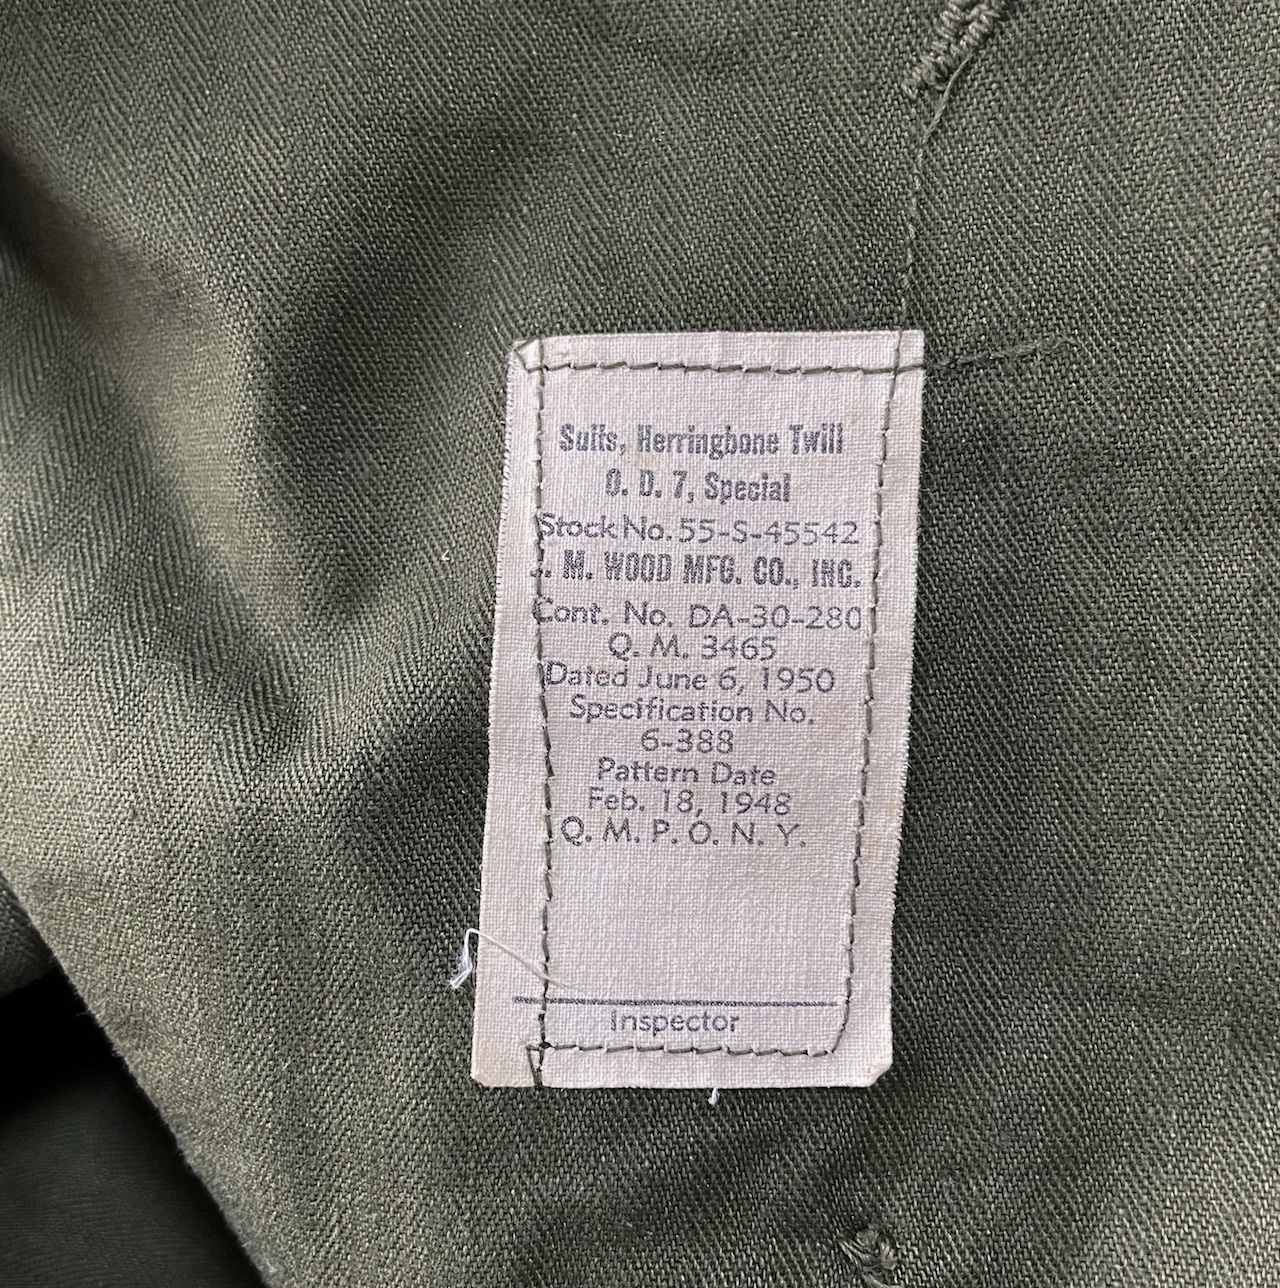 Suits, Herringbone Twill
O. D. 7, Special
Stock No. 55-S-45542
. M. WOOD MFG. CO., INC.
Cont. No. DA-30-280
Q. M. 3465
Dated June 6, 1950
Specification No.
6-388
Pattern Date
Feb. 18, 1948
Q. M. P. O. N. Y.
Inspector